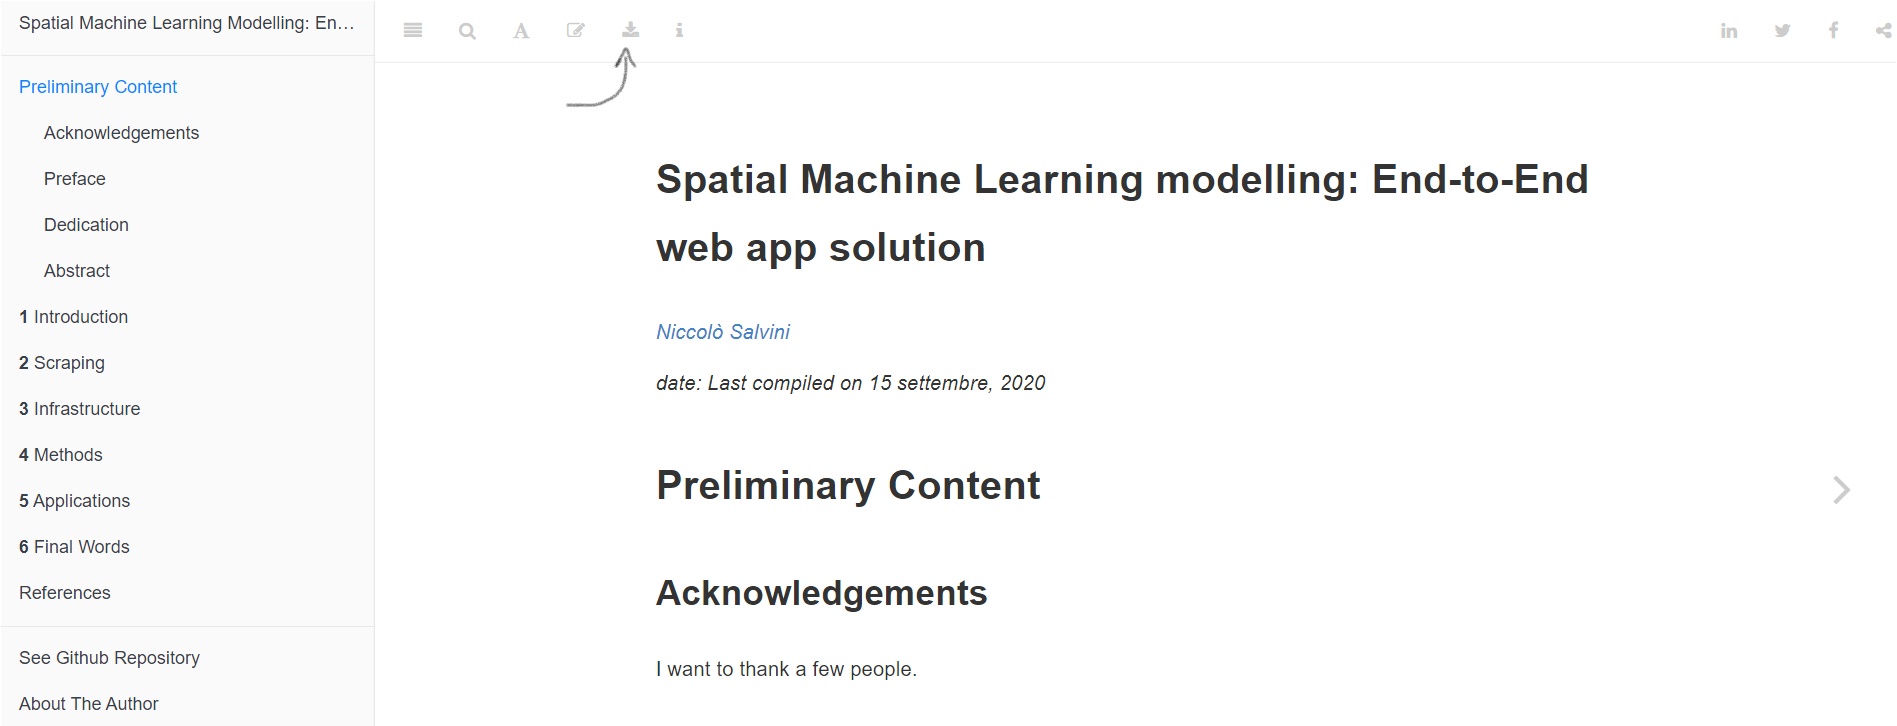 Spatial Machine Learning Modelling: En…
Preliminary Content
Acknowledgements
Preface
Dedication
Abstract
1 Introduction
2 Scraping
3 Infrastructure
4 Methods
5 Applications
6 Final Words
References
See Github Repository
About The Author
Spatial Machine Learning modelling: End-to-End
web app solution
Niccolò Salvini
date: Last compiled on 15 settembre, 2020
Preliminary Content
Acknowledgements
I want to thank a few people.